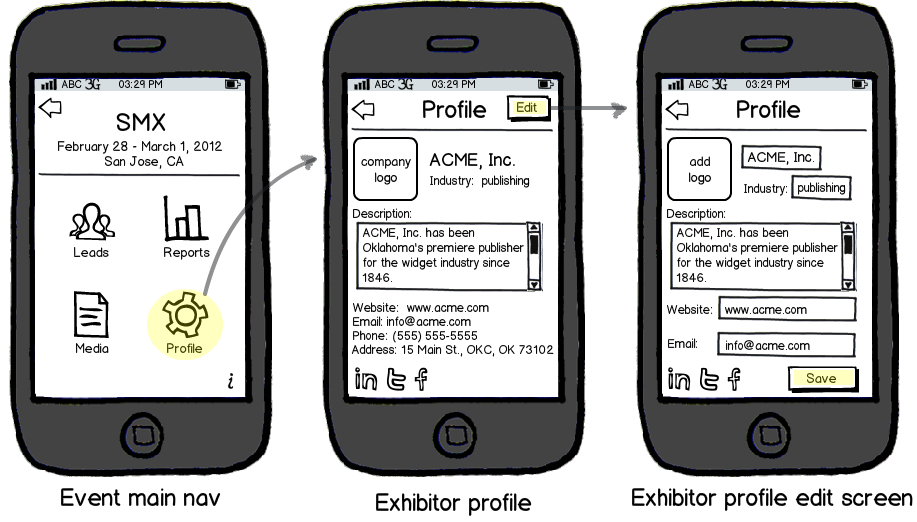 ABC 3G 03:29 PM
SMX
February 28 - March 1, 2012
San Jose, CA
Leads
Reports
Media
Profile
i
Event main nav
ABC 3G 03:29 PM
Profile
Edit
company
logo
ACME, Inc.
Industry: publishing
Description:
ACME, Inc. has been
Oklahoma's premiere publisher
for the widget industry since
1846.
Website: www.acme.com
Email: info@acme.com
Phone: (555) 555-5555
Address: 15 Main St., OKC, OK 73102
in t f
Exhibitor profile
ABC 3G 03:29 PM
Profile
add
logo
ACME, Inc.
Industry: publishing
Description:
ACME, Inc. has been
Oklahoma's premiere publisher
for the widget industry since
1846.
Website: www.acme.com
Email: info@acme.com
in t f
Save
Exhibitor profile edit screen